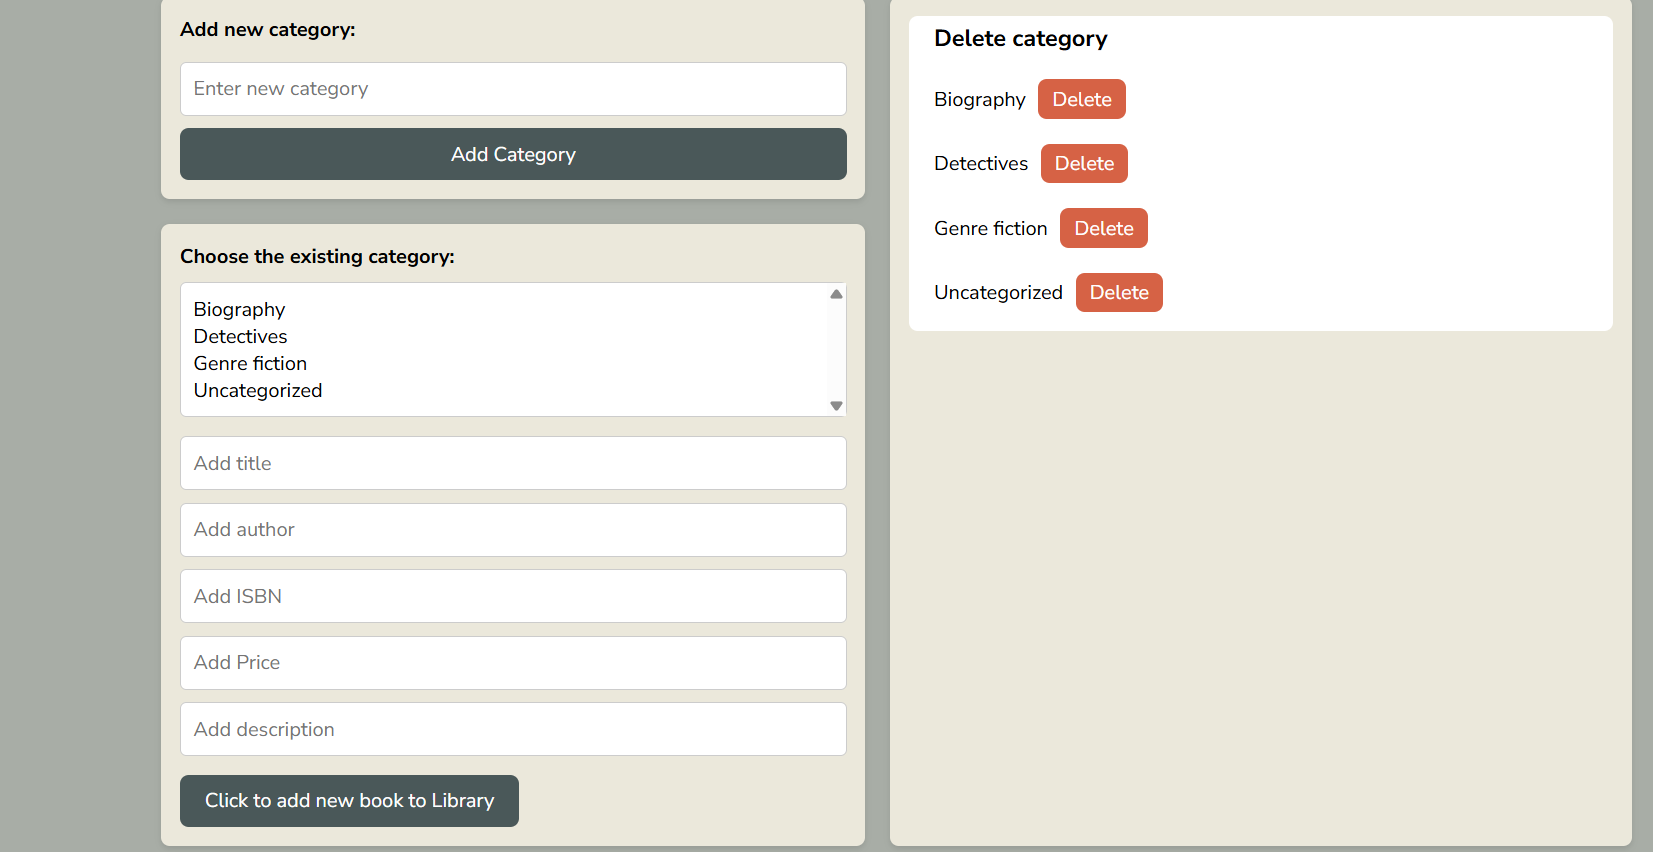 Add new category:
Enter new category
Add Category
Choose the existing category:
Biography
Detectives
Genre fiction
Uncategorized
Add title
Add author
Add ISBN
Add Price
Add description
Click to add new book to Library
Delete category
Biography Delete
Detectives Delete
Genre fiction Delete
Uncategorized Delete